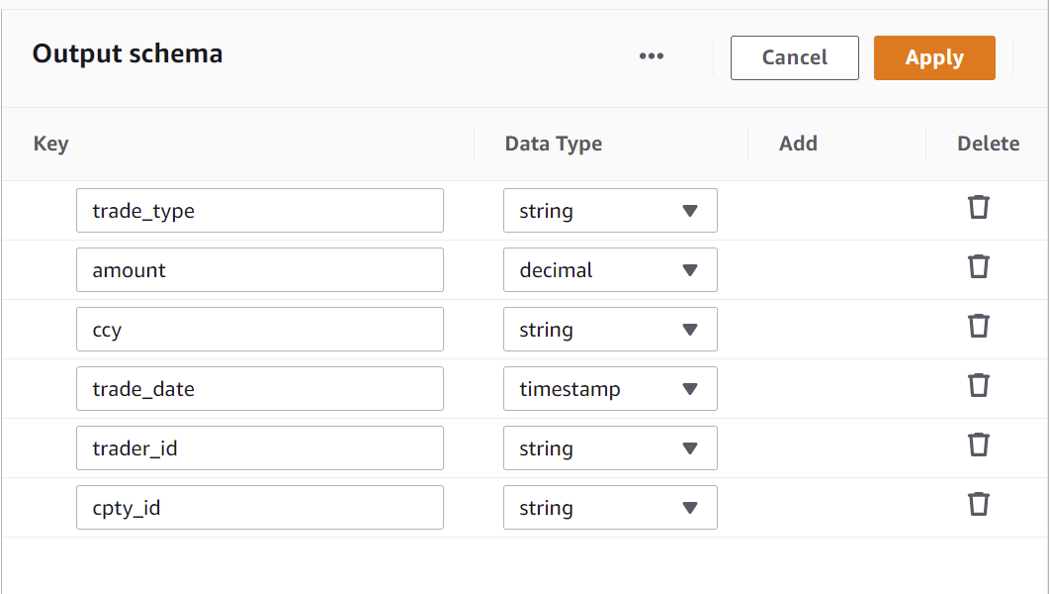 Output schema
Cancel
Apply
Key Data Type Add Delete
trade_type string
amount decimal
ccy string
trade_date timestamp
trader_id string
cpty_id string